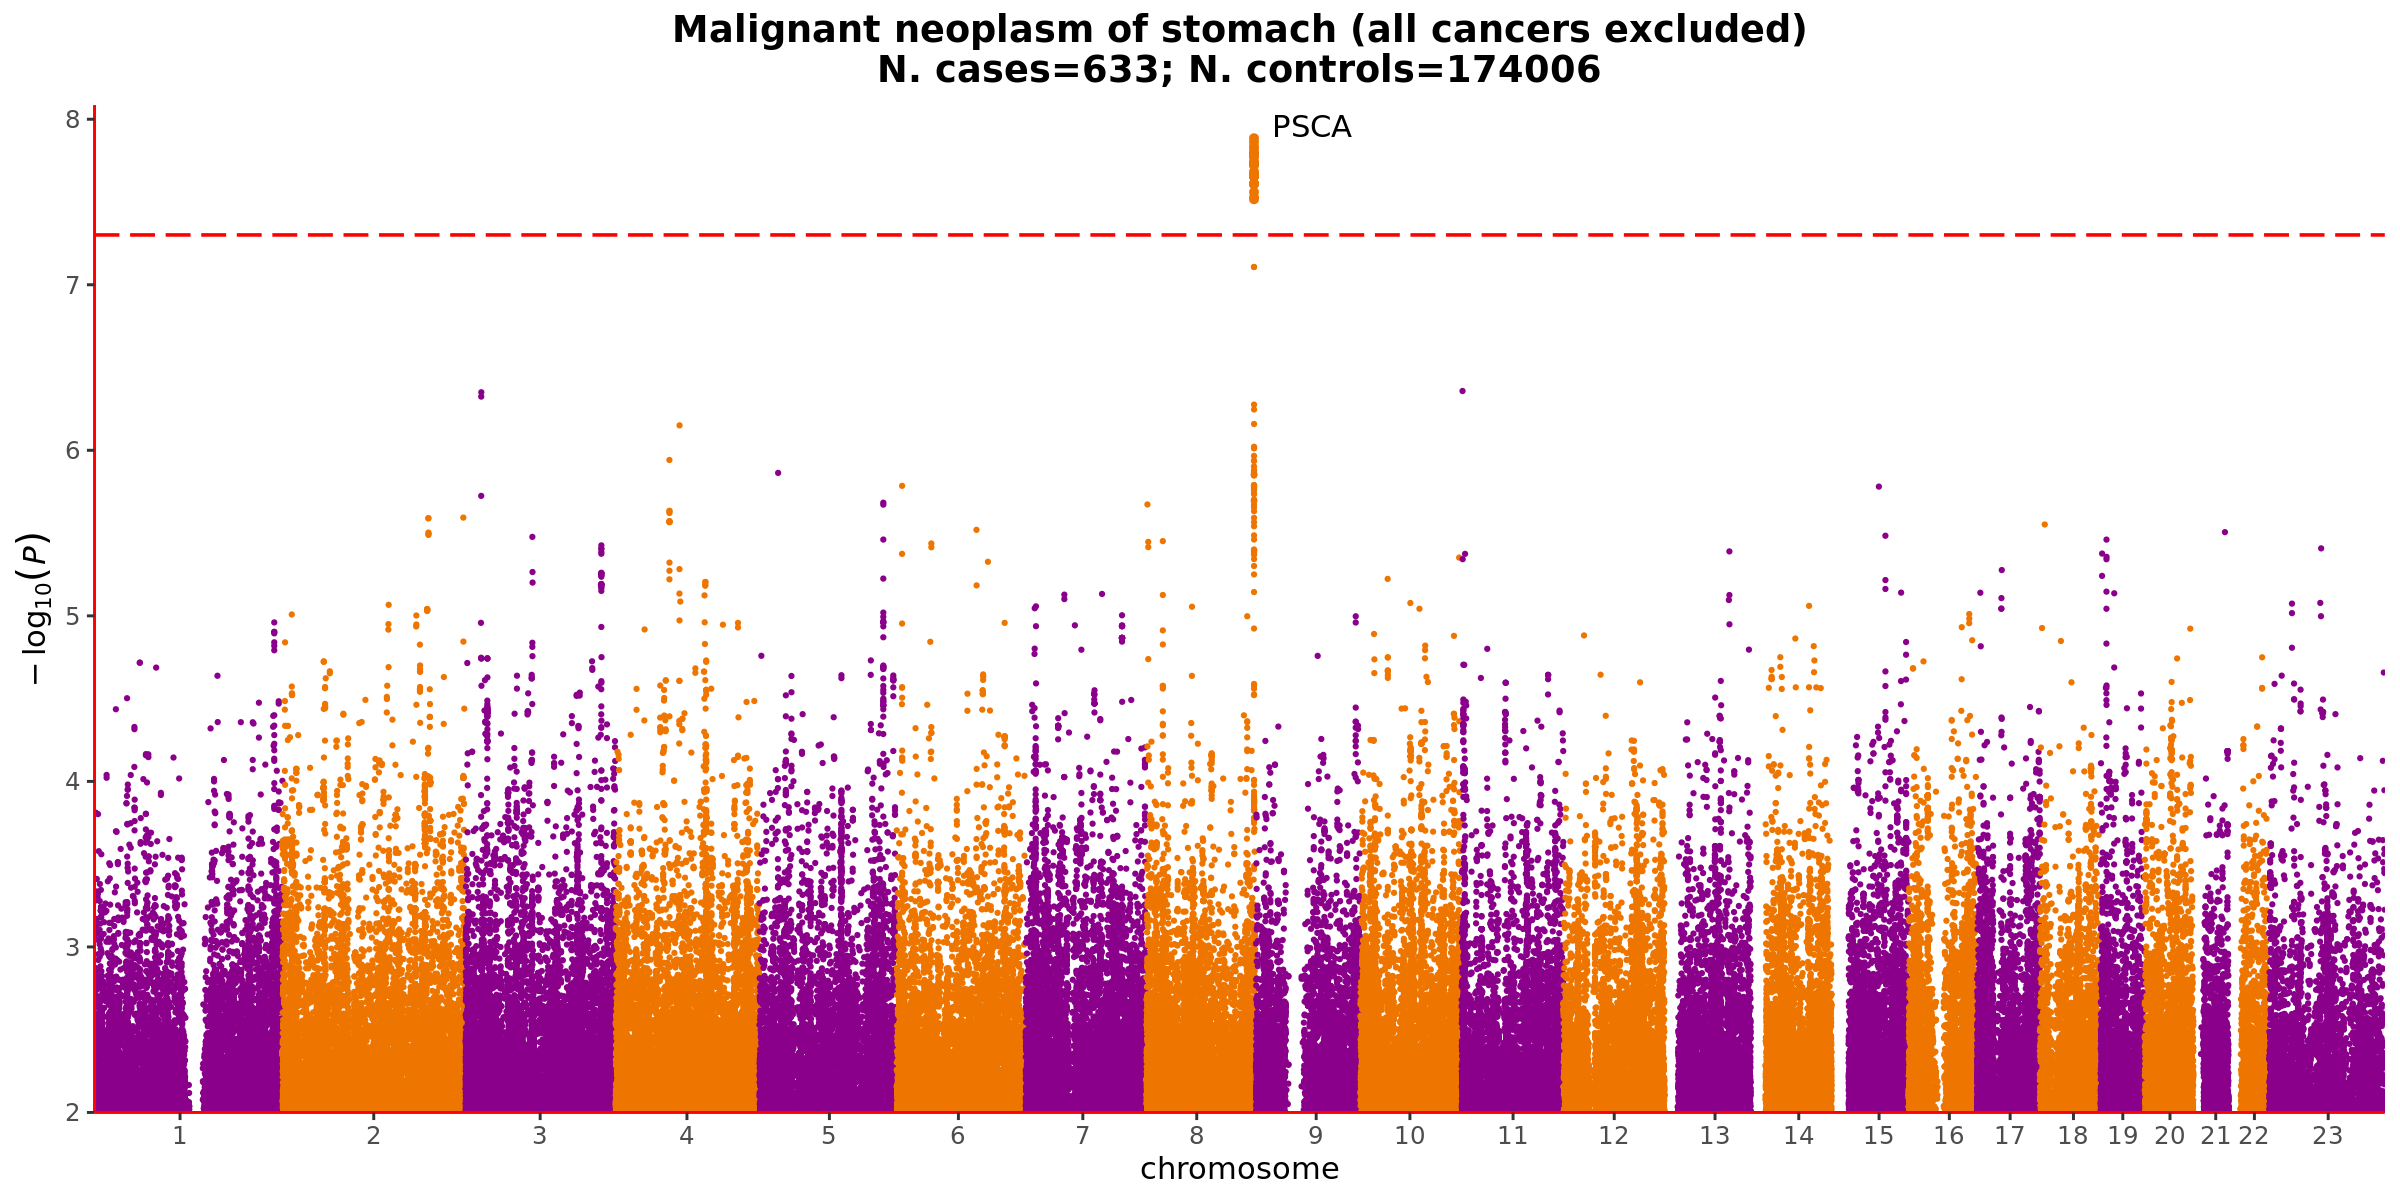 Malignant neoplasm of stomach (all cancers excluded)
N. cases=633; N. controls=174006
PSCA
8
7
6
5
4
3
2
−log10(P)
1 2 3 4 5 6 7 8 9 10 11 12 13 14 15 16 17 18 19 20 21 22 23
chromosome